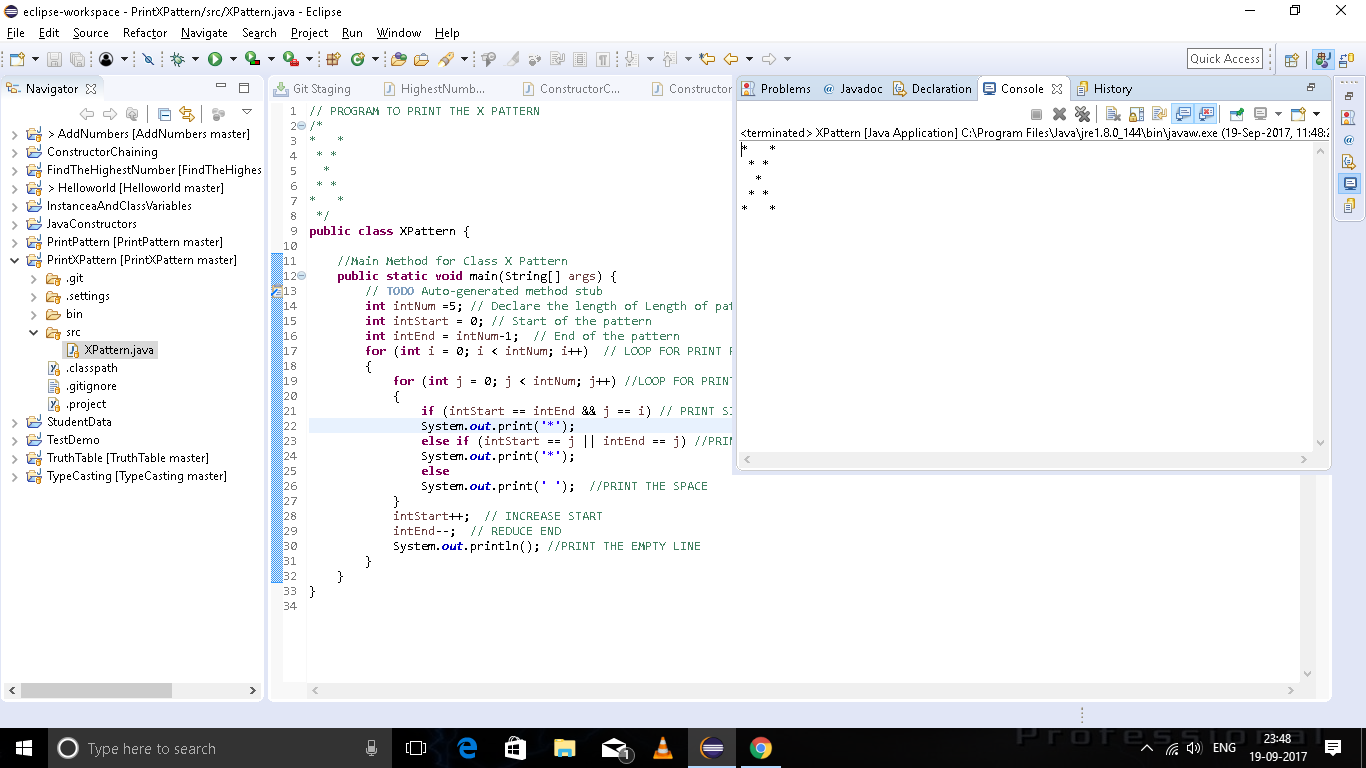 eclipse-workspace - PrintXPattern/src/XPattern.java - Eclipse
File Edit Source Refactor Navigate Search Project Run Window Help
Quick Access
Navigator
> AddNumbers [AddNumbers master]
ConstructorChaining
FindTheHighestNumber [FindTheHighes
> Helloworld [Helloworld master]
InstanceaAndClassVariables
JavaConstructors
PrintPattern [PrintPattern master]
PrintXPattern [PrintXPattern master]
.git
.settings
bin
src
XPattern.java
.classpath
.gitignore
.project
StudentData
TestDemo
TruthTable [TruthTable master]
TypeCasting [TypeCasting master]
Git Staging HighestNumb... ConstructorC... Constructor
1 // PROGRAM TO PRINT THE X PATTERN
2 /*
3 *   *
4  * *
5   *
6  * *
7 *   *
8  */
9 public class XPattern {
10
11     //Main Method for Class X Pattern
12     public static void main(String[] args) {
13         // TODO Auto-generated method stub
14         int intNum =5; // Declare the length of Length of pat
15         int intStart = 0; // Start of the pattern
16         int intEnd = intNum-1;  // End of the pattern
17         for (int i = 0; i < intNum; i++)  // LOOP FOR PRINT
18         {
19             for (int j = 0; j < intNum; j++) //LOOP FOR PRINT
20             {
21                 if (intStart == intEnd && j == i) // PRINT SI
22                 System.out.print('*');
23                 else if (intStart == j || intEnd == j) //PRIN
24                 System.out.print('*');
25                 else
26                 System.out.print(' ');  //PRINT THE SPACE
27             }
28             intStart++;  // INCREASE START
29             intEnd--;  // REDUCE END
30             System.out.println(); //PRINT THE EMPTY LINE
31         }
32     }
33 }
34
Problems @ Javadoc Declaration Console History
<terminated> XPattern [Java Application] C:\Program Files\Java\jre1.8.0_144\bin\javaw.exe (19-Sep-2017, 11:48:2
*   *
 * *
  *
 * *
*   *
Professional
Type here to search
1
ENG
23:48
19-09-2017